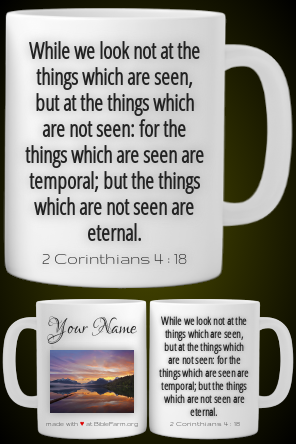 While we look not at the
things which are seen,
but at the things which
are not seen: for the
things which are seen are
temporal; but the things
which are not seen are
eternal.
2 Corinthians 4:18
Your Name
made with ♥ at BibleFarm.org
While we look not at the
things which are seen,
but at the things which
are not seen: for the
things which are seen are
temporal; but the things
which are not seen are
eternal.
2 Corinthians 4:18